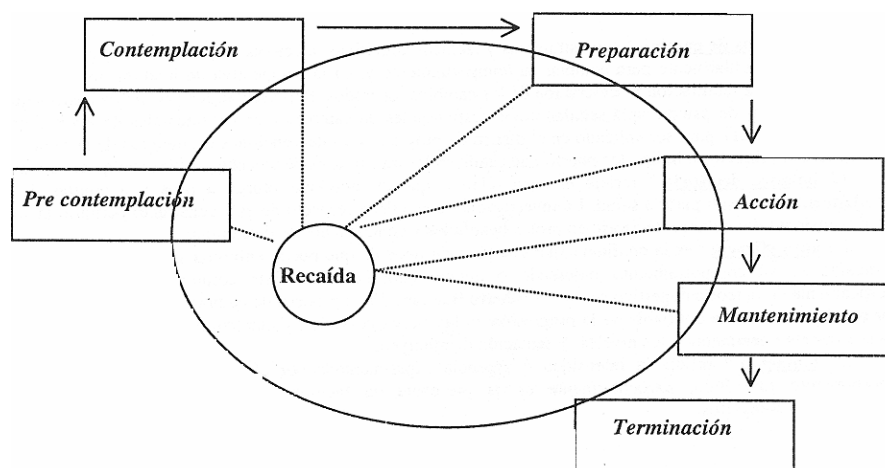 Contemplación
Preparación
Pre contemplación
Acción
Recaída
Mantenimiento
Terminación